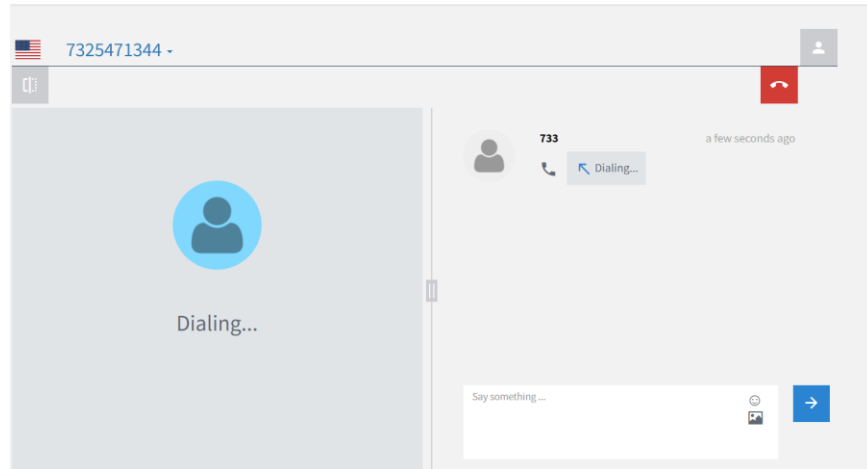 7325471344
733
a few seconds ago
Dialing...
Dialing...
Say something ...